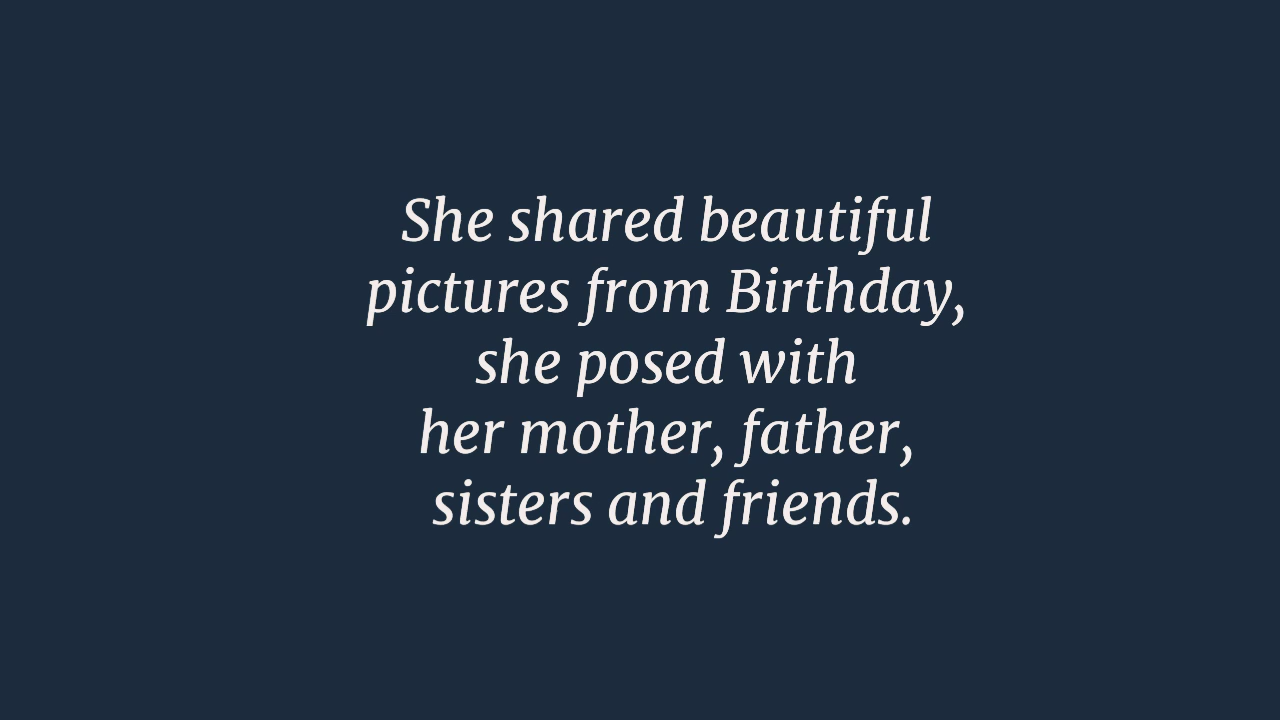 She shared beautiful
pictures from Birthday,
she posed with
her mother, father,
sisters and friends.